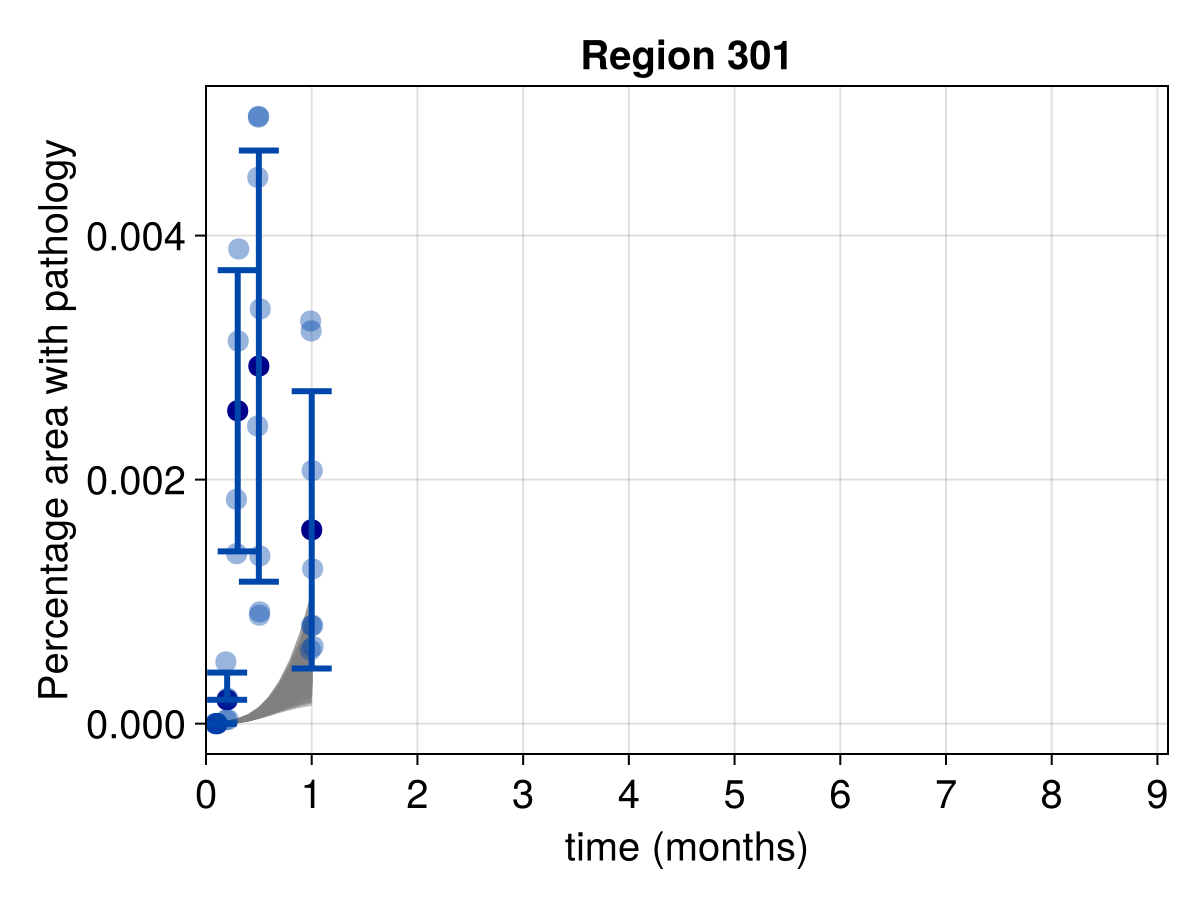 Region 301
Percentage area with pathology
0.004
0.002
0.000
0 1 2 3 4 5 6 7 8 9
time (months)